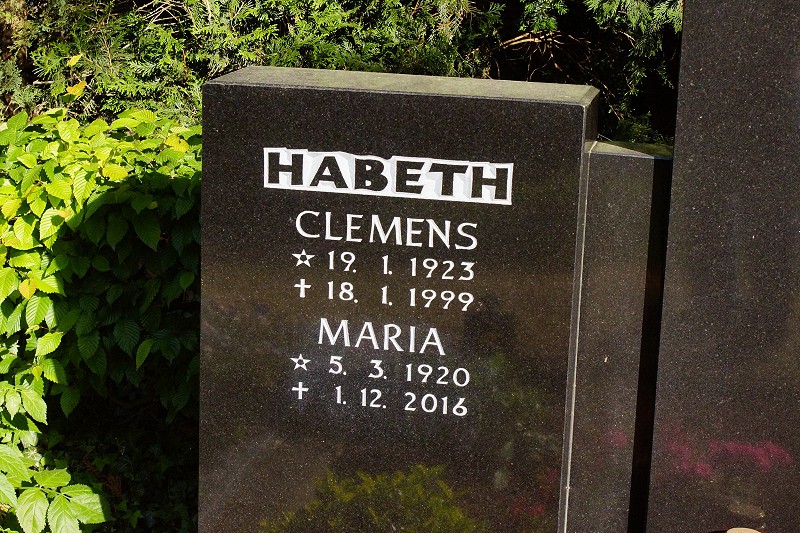 HABETH
CLEMENS
☆ 19. 1. 1923
✝ 18. 1. 1999
MARIA
☆ 5. 3. 1920
✝ 1. 12. 2016